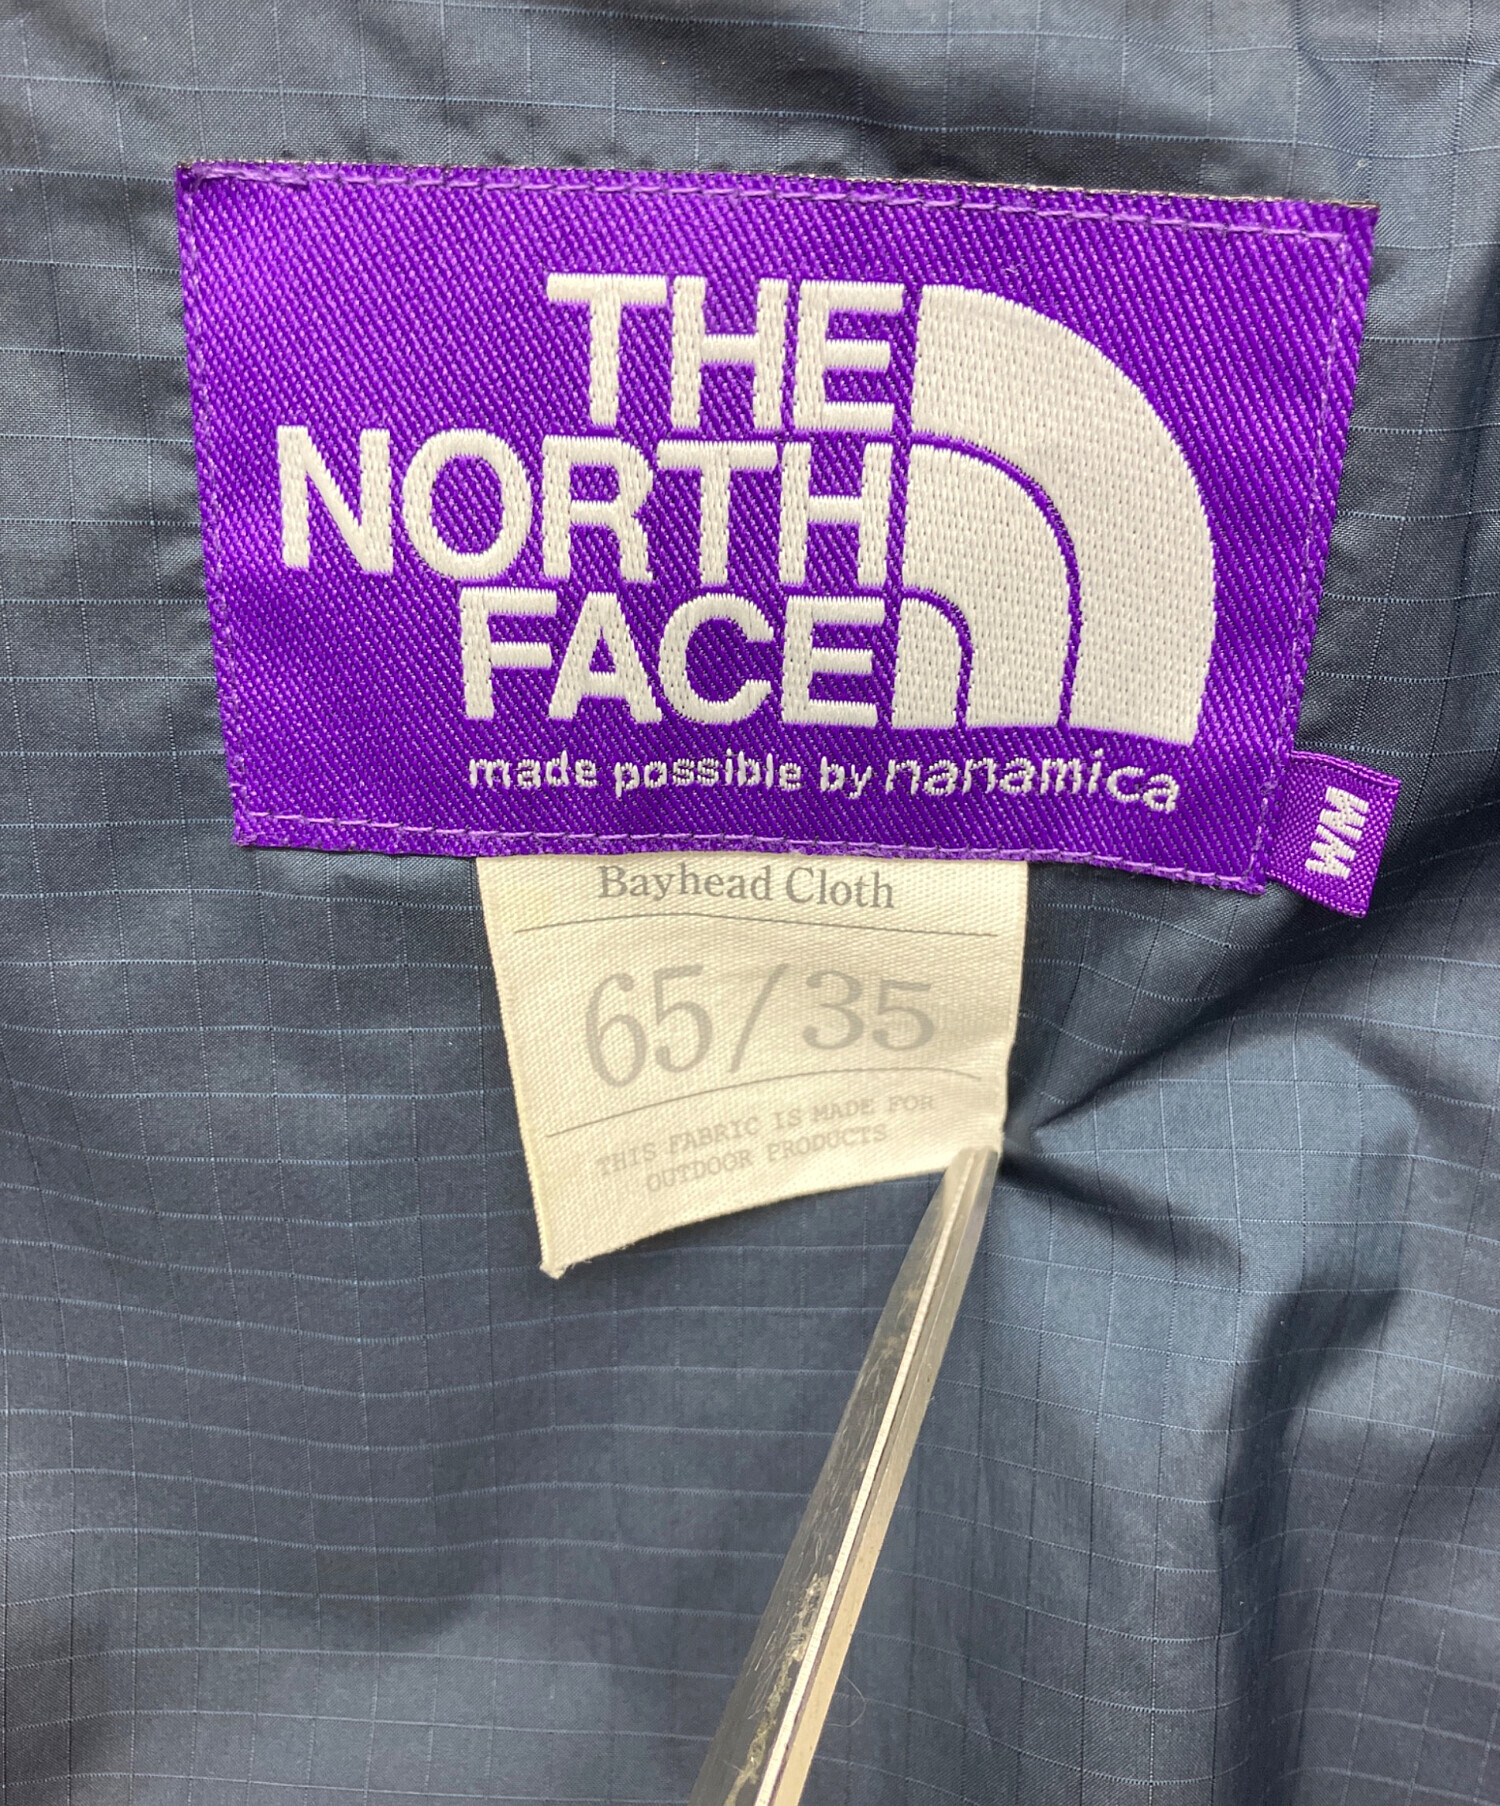 THE
NORTH
FACE
made possible by nanamica
WM
Bayhead Cloth
65/35
THIS FABRIC IS MADE FOR
OUTDOOR PRODUCTS